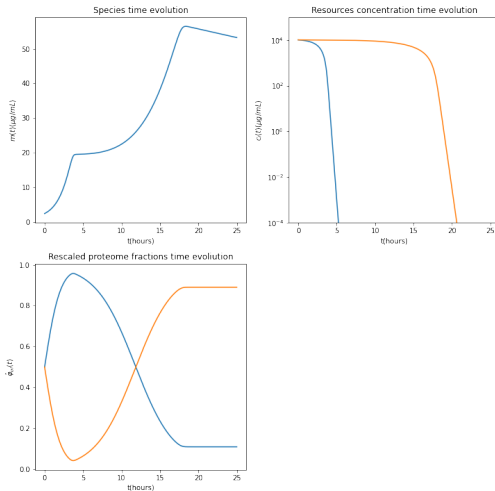 Species time evolution
m(t)(μg/mL)
60
50
40
30
20
10
0
0 5 10 15 20 25
t(hours)
Resources concentration time evolution
cᵢ(t)(μg/mL)
10⁴
10²
10⁰
10⁻²
10⁻⁴
0 5 10 15 20 25
t(hours)
Rescaled proteome fractions time evoliution
(t)
1.0
0.8
0.6
0.4
0.2
0.0
0 5 10 15 20 25
t(hours)